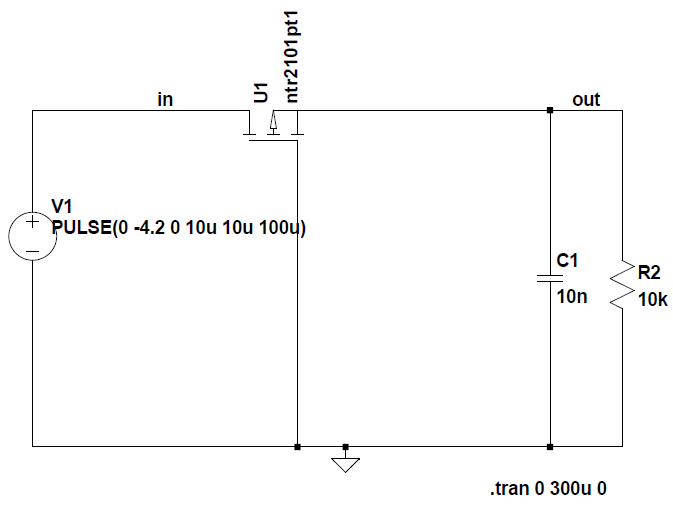 ntr2101pt1
U1
in
out
V1
PULSE(0 -4.2 0 10u 10u 100u)
C1
10n
R2
10k
.tran 0 300u 0